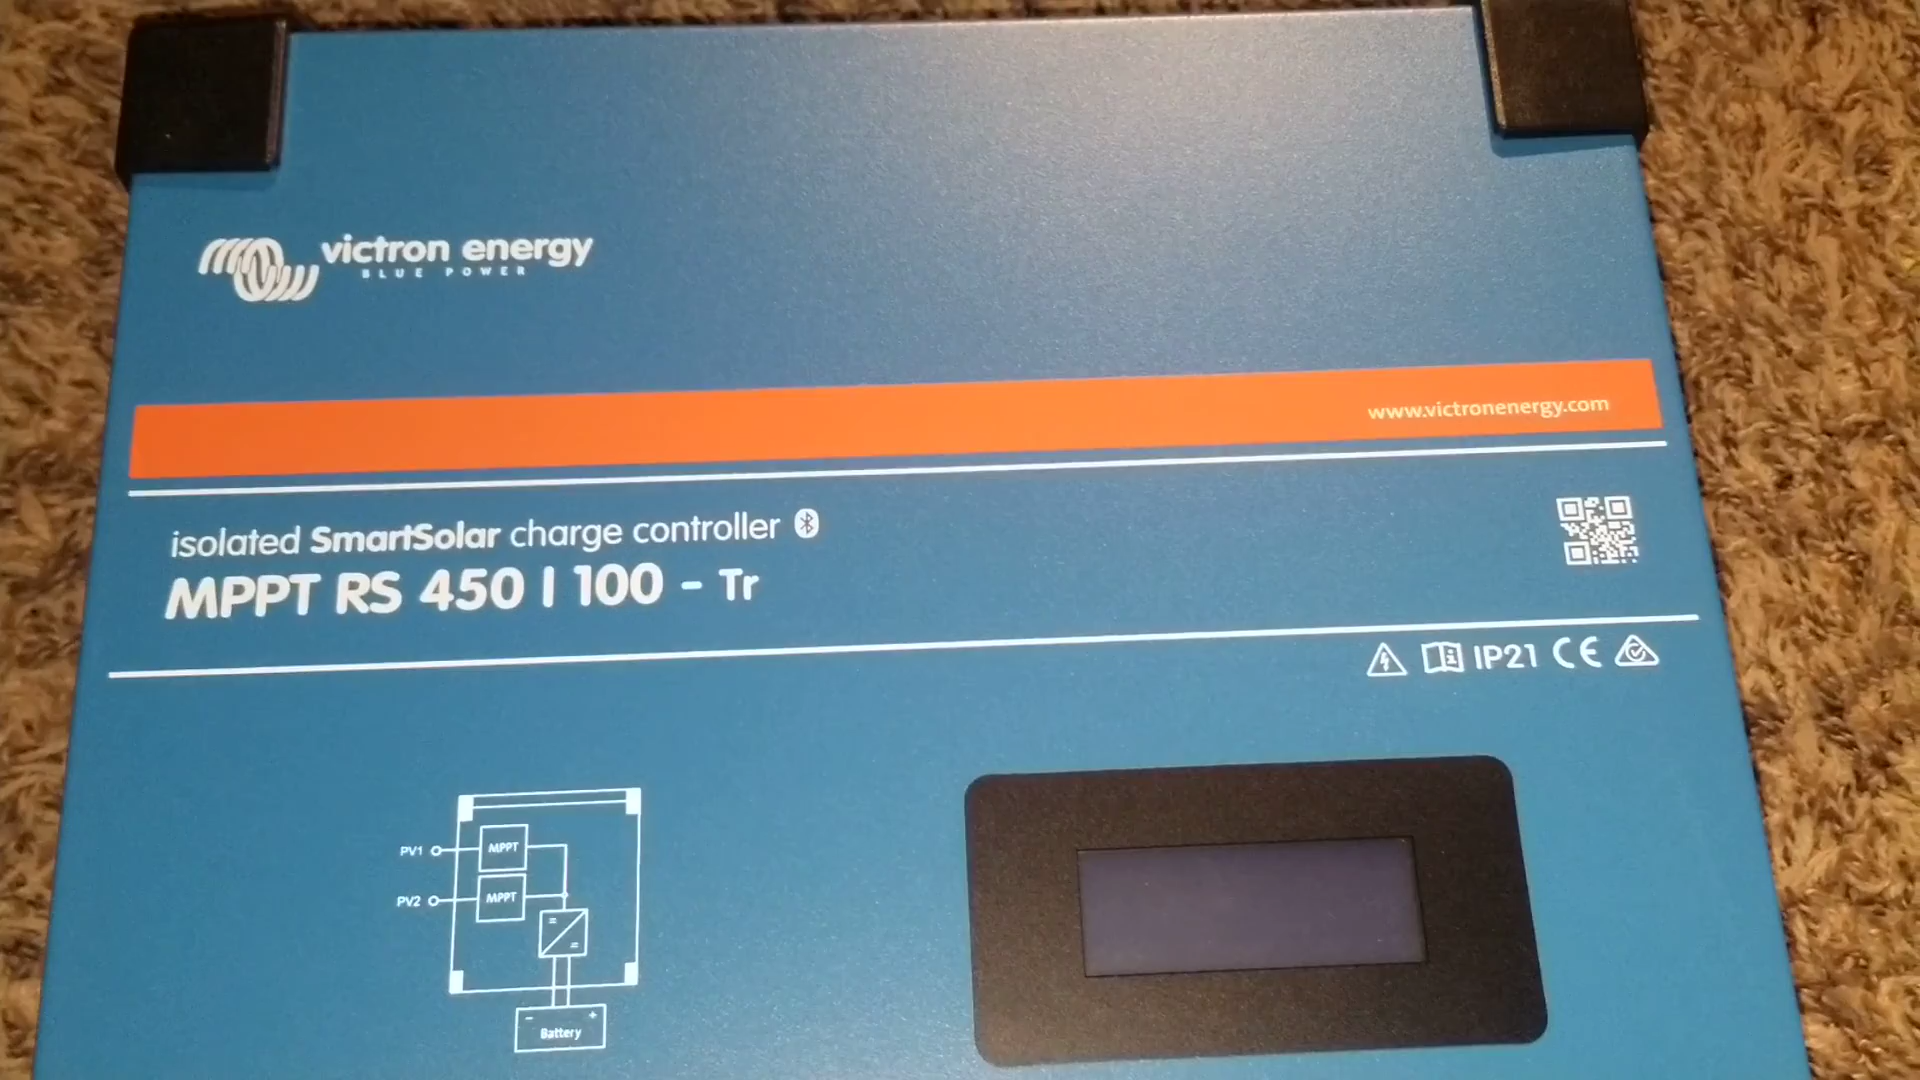 victron energy
BLUE POWER
www.victronenergy.com
isolated SmartSolar charge controller
MPPT RS 450 | 100 - Tr
IP21 CE
PV1
MPPT
PV2
MPPT
Battery